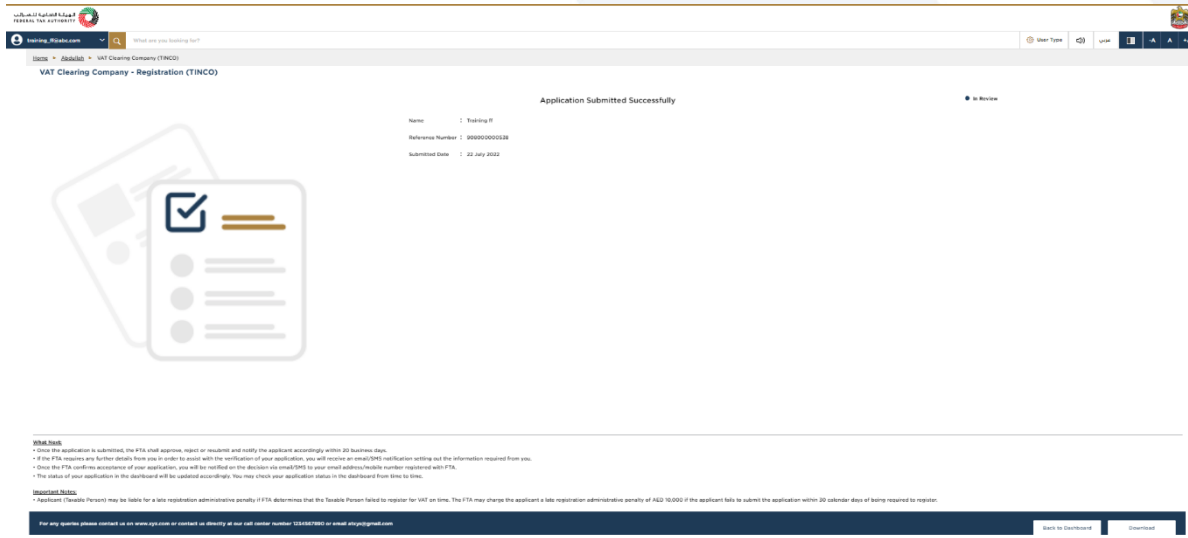 الهيئة الاتحادية للضرائب
FEDERAL TAX AUTHORITY
training_ff@abc.com
What are you looking for?
User Type
عربي
-A A
Home > Abdullah > VAT Clearing Company (TINCO)
VAT Clearing Company - Registration (TINCO)
Application Submitted Successfully
In Review
Name : Training ff
Reference Number : 900000000538
Submitted Date : 22 July 2022
What Next:
• Once the application is submitted, the FTA shall approve, reject or resubmit and notify the applicant accordingly within 20 business days.
• If the FTA requires any further details from you in order to assist with the verification of your application, you will receive an email/SMS notification setting out the information required from you.
• Once the FTA confirms acceptance of your application, you will be notified on the decision via email/SMS to your email address/mobile number registered with FTA.
• The status of your application in the dashboard will be updated accordingly. You may check your application status in the dashboard from time to time.
Important Notes:
• Applicant (Taxable Person) may be liable for a late registration administrative penalty if FTA determines that the Taxable Person failed to register for VAT on time. The FTA may charge the applicant a late registration administrative penalty of AED 10,000 if the applicant fails to submit the application within 30 calendar days of being required to register.
For any queries please contact us on www.xyz.com or contact us directly at our call center number 1234567890 or email
Back to Dashboard
Download